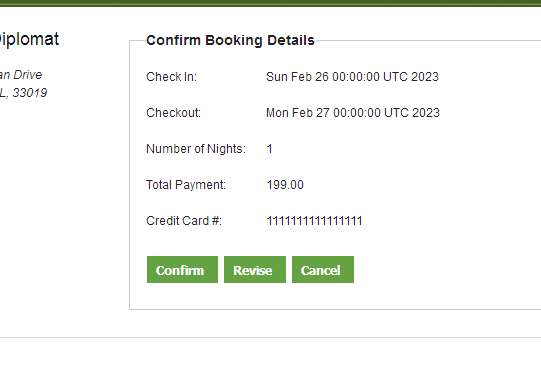 Diplomat
an Drive
L, 33019
Confirm Booking Details
Check In: Sun Feb 26 00:00:00 UTC 2023
Checkout: Mon Feb 27 00:00:00 UTC 2023
Number of Nights: 1
Total Payment: 199.00
Credit Card #: 1111111111111111
Confirm Revise Cancel